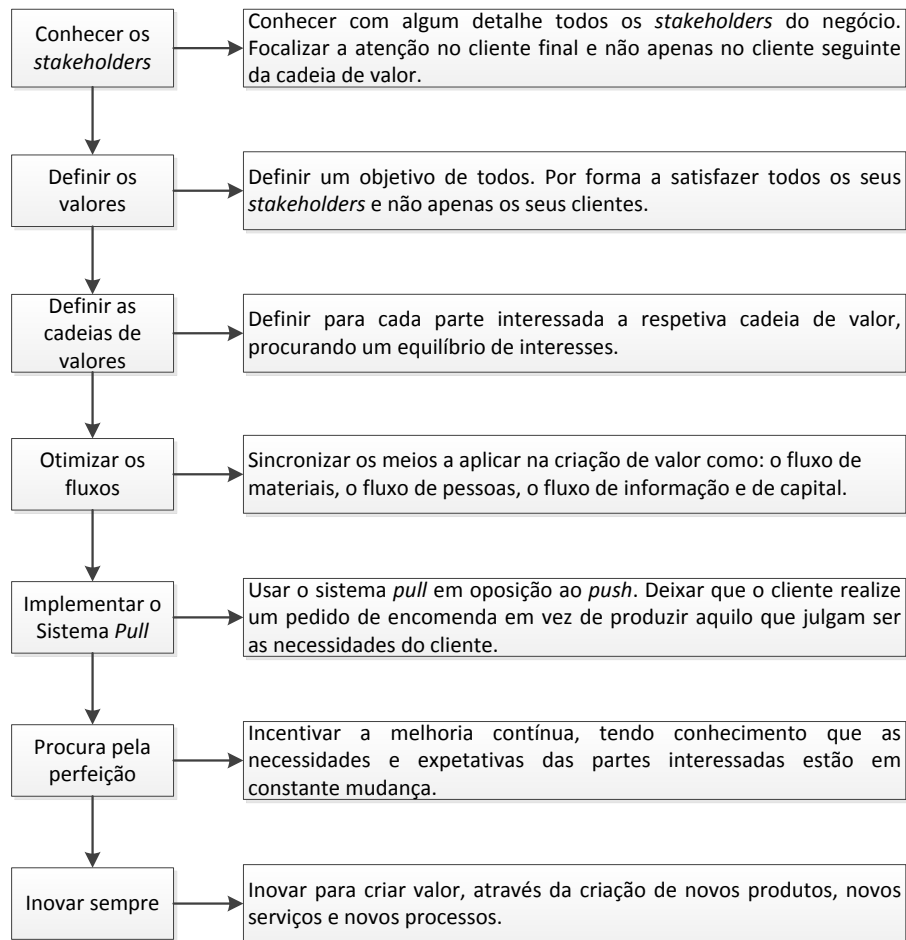 Conhecer os
stakeholders
Conhecer com algum detalhe todos os stakeholders do negócio.
Focalizar a atenção no cliente final e não apenas no cliente seguinte
da cadeia de valor.
Definir os
valores
Definir um objetivo de todos. Por forma a satisfazer todos os seus
stakeholders e não apenas os seus clientes.
Definir as
cadeias de
valores
Definir para cada parte interessada a respetiva cadeia de valor,
procurando um equilíbrio de interesses.
Otimizar os
fluxos
Sincronizar os meios a aplicar na criação de valor como: o fluxo de
materiais, o fluxo de pessoas, o fluxo de informação e de capital.
Implementar o
Sistema Pull
Usar o sistema pull em oposição ao push. Deixar que o cliente realize
um pedido de encomenda em vez de produzir aquilo que julgam ser
as necessidades do cliente.
Procura pela
perfeição
Incentivar a melhoria contínua, tendo conhecimento que as
necessidades e expetativas das partes interessadas estão em
constante mudança.
Inovar sempre
Inovar para criar valor, através da criação de novos produtos, novos
serviços e novos processos.